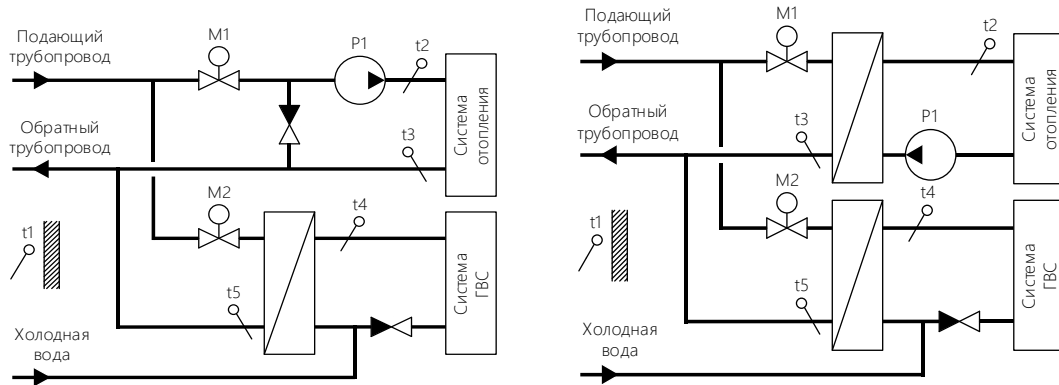 Подающий
трубопровод
M1
P1
t2
Система
отопления
Обратный
трубопровод
t3
M2
t4
t1
t5
Система
ГВС
Холодная
вода
Подающий
трубопровод
M1
t2
Система
отопления
Обратный
трубопровод
t3
P1
M2
t4
t1
t5
Система
ГВС
Холодная
вода